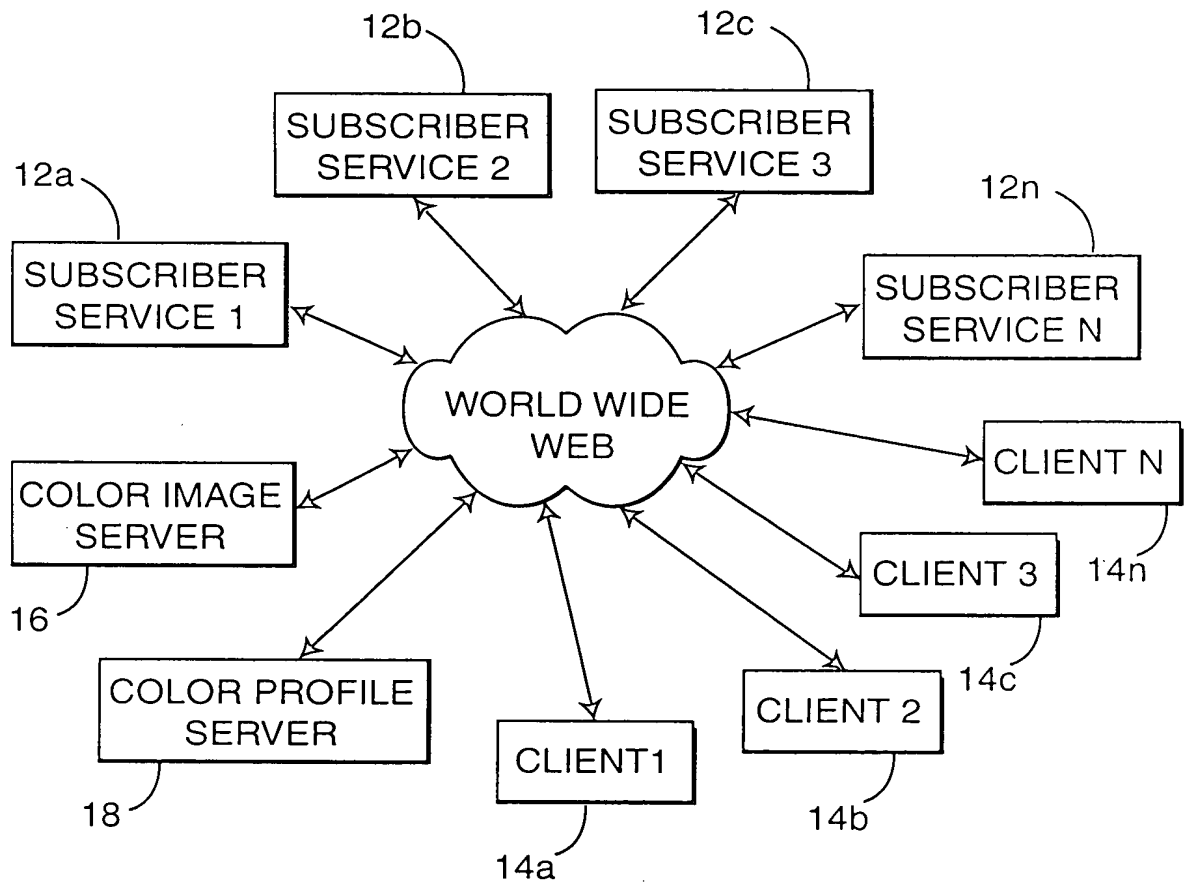 12b
12c
SUBSCRIBER
SERVICE 2
SUBSCRIBER
SERVICE 3
12a
12n
SUBSCRIBER
SERVICE 1
SUBSCRIBER
SERVICE N
WORLD WIDE
WEB
CLIENT N
COLOR IMAGE
SERVER
CLIENT 3
14n
16
COLOR PROFILE
SERVER
14c
CLIENT 2
CLIENT1
18
14b
14a